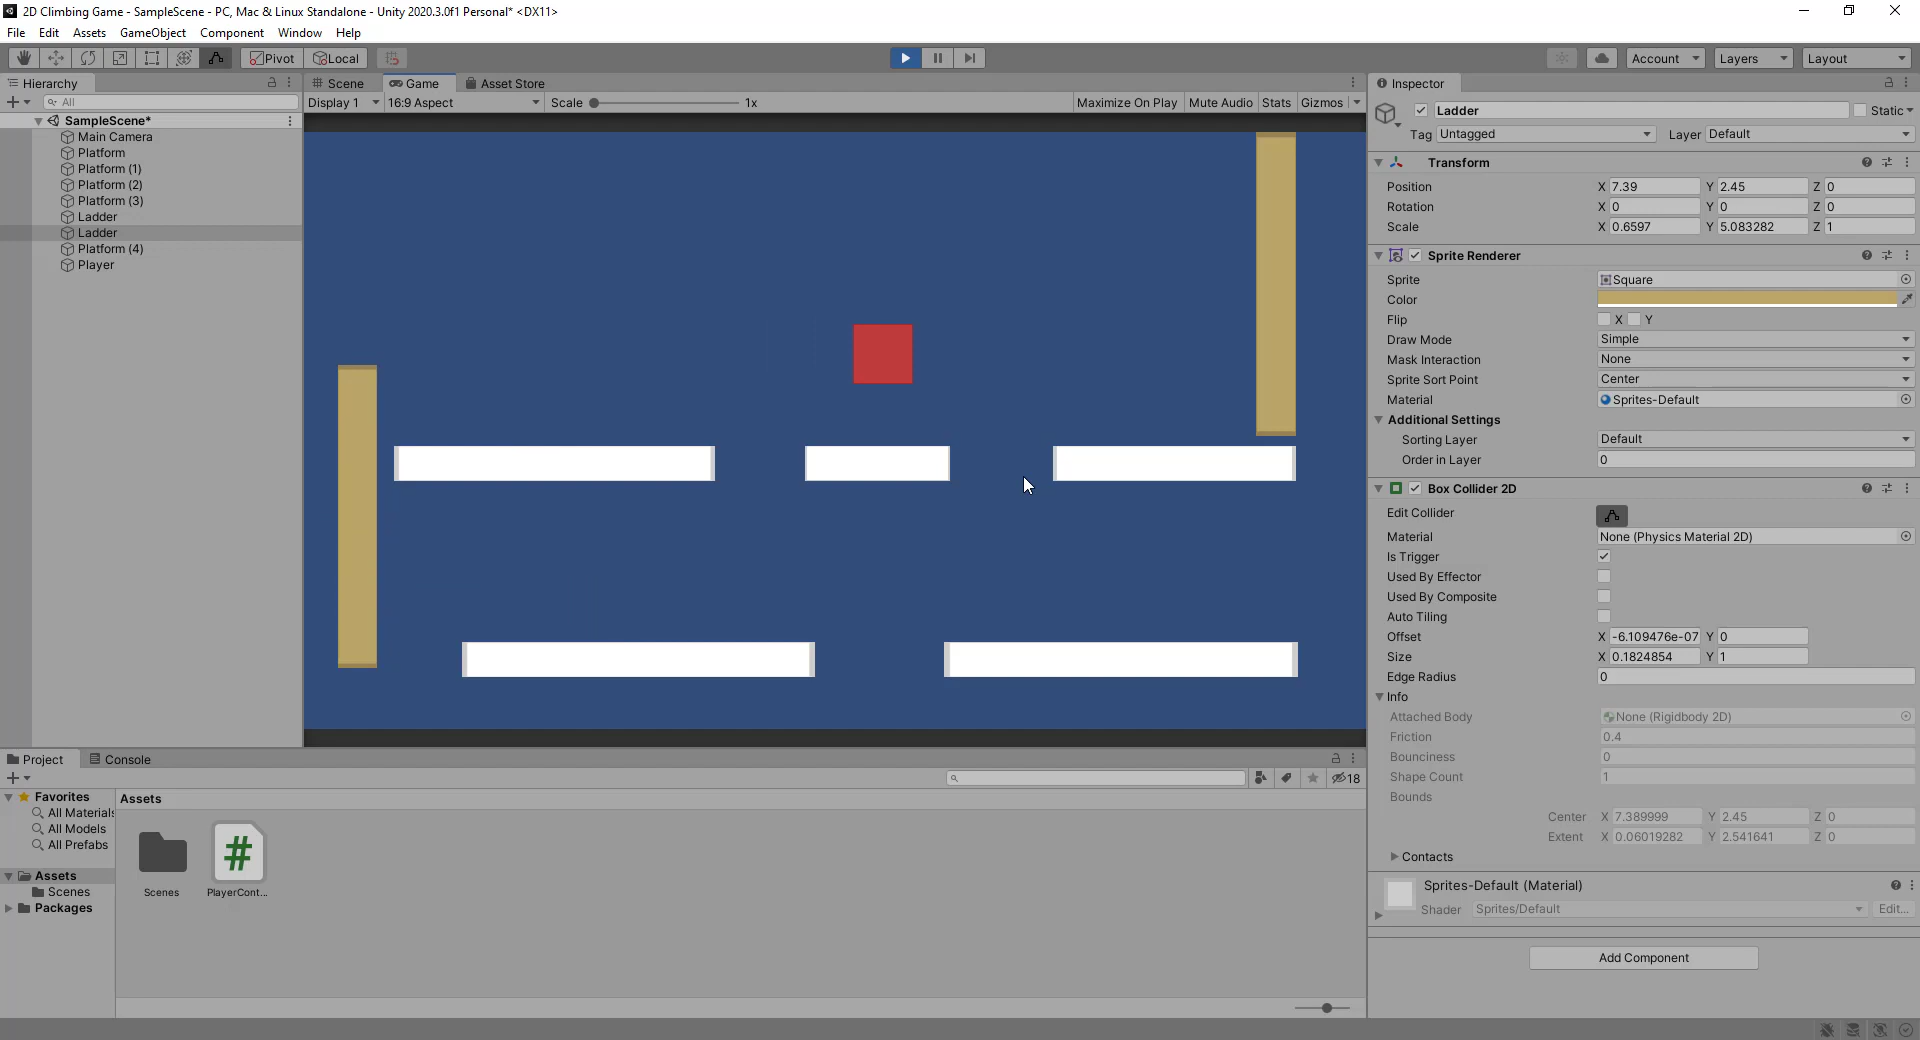 2D Climbing Game - SampleScene - PC, Mac & Linux Standalone - Unity 2020.3.0f1 Personal* <DX11>
File Edit Assets GameObject Component Window Help
Pivot Local Account Layers Layout
Hierarchy Scene Game Asset Store Inspector
All Display 1 16:9 Aspect Scale 1x Maximize On Play Mute Audio Stats Gizmos
SampleScene*
Main Camera
Platform
Platform (1)
Platform (2)
Platform (3)
Ladder
Ladder
Platform (4)
Player
Ladder Static
Tag Untagged Layer Default
Transform
Position X 7.39 Y 2.45 Z 0
Rotation X 0 Y 0 Z 0
Scale X 0.6597 Y 5.083282 Z 1
Sprite Renderer
Sprite Square
Color
Flip X Y
Draw Mode Simple
Mask Interaction None
Sprite Sort Point Center
Material Sprites-Default
Additional Settings
Sorting Layer Default
Order in Layer 0
Box Collider 2D
Edit Collider
Material None (Physics Material 2D)
Is Trigger
Used By Effector
Used By Composite
Auto Tiling
Offset X -6.109476e-07 Y 0
Size X 0.1824854 Y 1
Edge Radius 0
Info
Attached Body None (Rigidbody 2D)
Friction 0.4
Bounciness 0
Shape Count 1
Bounds
Center X 7.389999 Y 2.45 Z 0
Extent X 0.06019282 Y 2.541641 Z 0
Contacts
Sprites-Default (Material)
Shader Sprites/Default Edit...
Add Component
Project Console
18
Favorites
All Materials
All Models
All Prefabs
Assets
Scenes
Packages
Assets
#
Scenes PlayerCont...